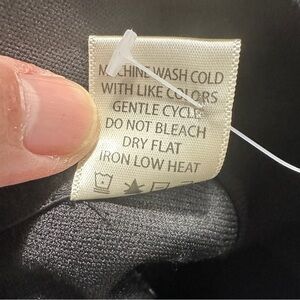 MACHINE WASH COLD
WITH LIKE COLORS
GENTLE CYCLE
DO NOT BLEACH
DRY FLAT
IRON LOW HEAT